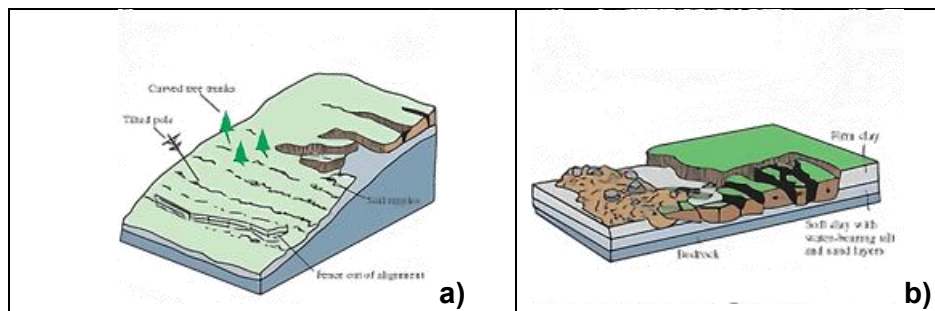 Curved tree trunks
Tilted pole
Soil ripples
Fence out of alignment
a)
Firm clay
Soft clay with
water-bearing silt
and sand layers
Bedrock
b)